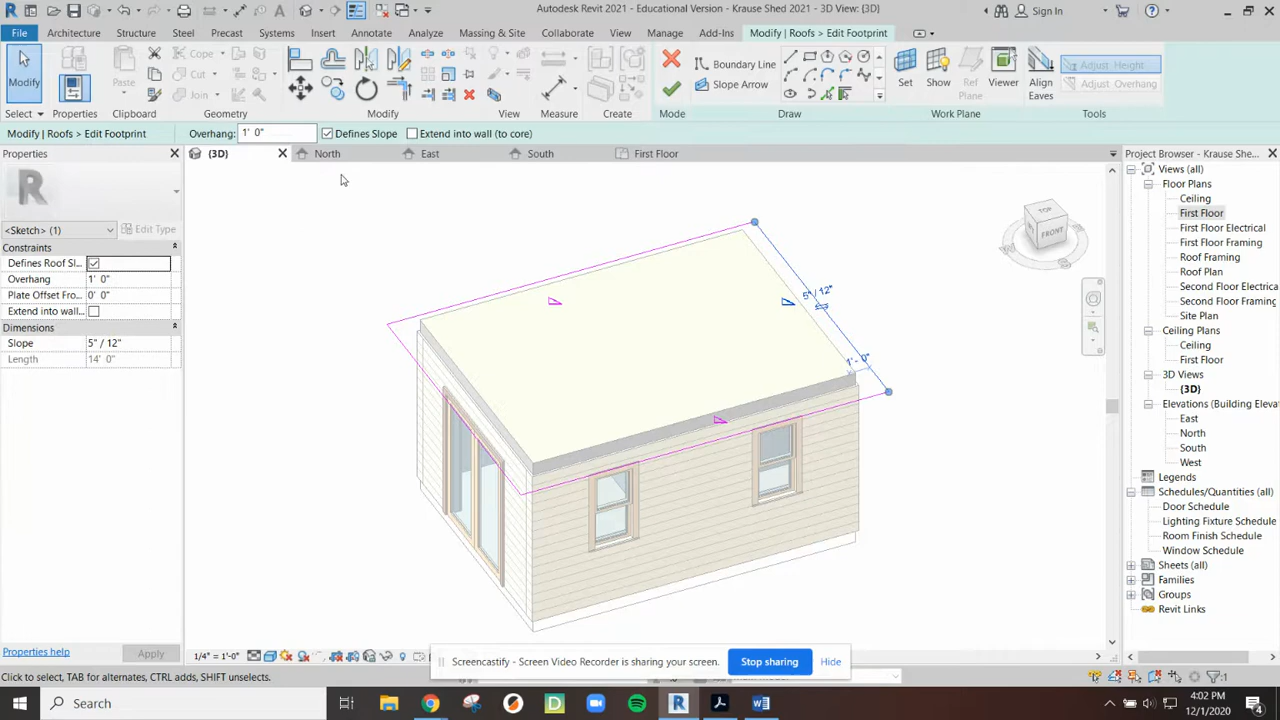 Autodesk Revit 2021 - Educational Version - Krause Shed 2021 - 3D View: {3D}
Sign In
File Architecture Structure Steel Precast Systems Insert Annotate Analyze Massing & Site Collaborate View Manage Add-Ins Modify | Roofs > Edit Footprint
Modify Paste Cope Cut Join Boundary Line Slope Arrow Set Show Ref Plane Viewer Align Eaves Adjust Height Adjust Overhang
Select Properties Clipboard Geometry Modify View Measure Create Mode Draw Work Plane Tools
Modify | Roofs > Edit Footprint Overhang: 1' 0" Defines Slope Extend into wall (to core)
Properties
{3D} North East South First Floor
Project Browser - Krause She...
<Sketch> (1) Edit Type
Constraints
Defines Roof Sl...
Overhang 1' 0"
Plate Offset Fro... 0' 0"
Extend into wall...
Dimensions
Slope 5" / 12"
Length 14' 0"
5" / 12"
1' - 0"
TOP
FRONT
Views (all)
Floor Plans
Ceiling
First Floor
First Floor Electrical
First Floor Framing
Roof Framing
Roof Plan
Second Floor Electrical
Second Floor Framing
Site Plan
Ceiling Plans
Ceiling
First Floor
3D Views
{3D}
Elevations (Building Eleva
East
North
South
West
Legends
Schedules/Quantities (all)
Door Schedule
Lighting Fixture Schedule
Room Finish Schedule
Window Schedule
Sheets (all)
Families
Groups
Revit Links
Properties help Apply
1/4" = 1'-0"
Screencastify - Screen Video Recorder is sharing your screen. Stop sharing Hide
Click to select, TAB for alternates, CTRL adds, SHIFT unselects.
:1
Search
4:02 PM
12/1/2020
4